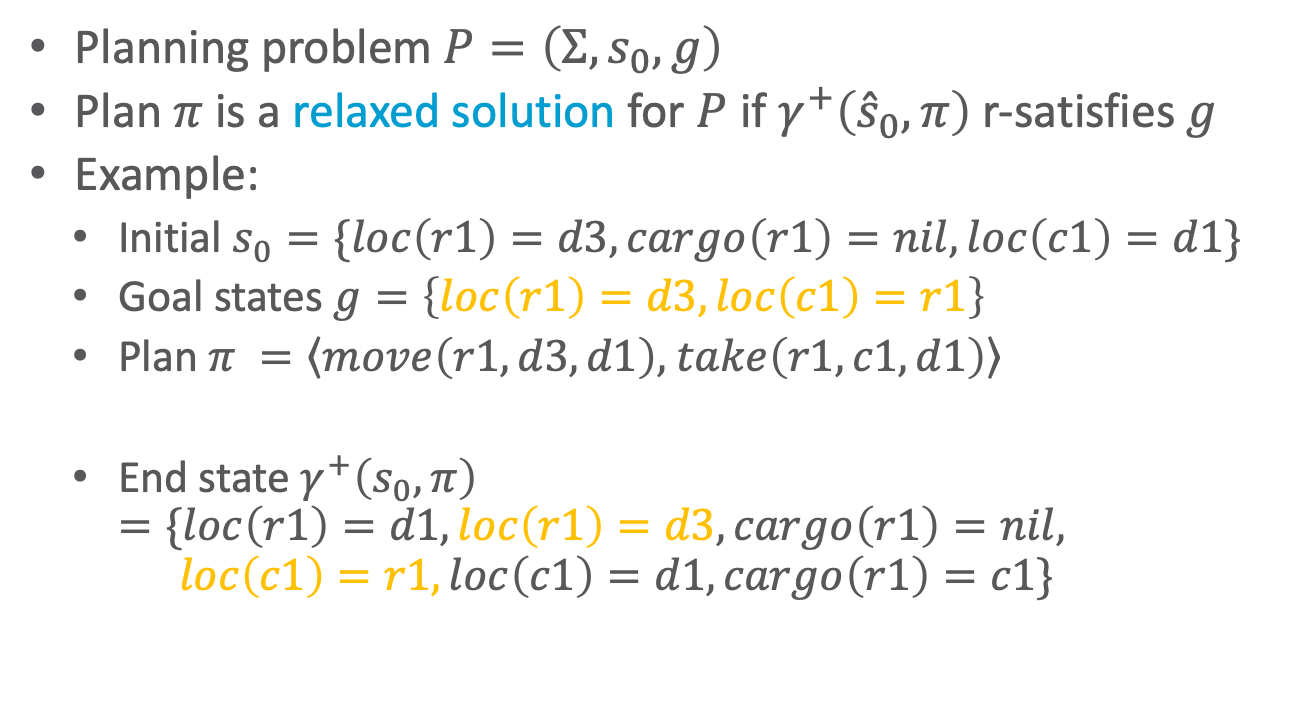 • Planning problem P = (Σ, s₀, g)
• Plan π is a relaxed solution for P if γ⁺(ŝ₀, π) r-satisfies g
• Example:
• Initial s₀ = {loc(r1) = d3, cargo(r1) = nil, loc(c1) = d1}
• Goal states g = {loc(r1) = d3, loc(c1) = r1}
• Plan π = ⟨move(r1, d3, d1), take(r1, c1, d1)⟩
• End state γ⁺(s₀, π)
= {loc(r1) = d1, loc(r1) = d3, cargo(r1) = nil,
loc(c1) = r1, loc(c1) = d1, cargo(r1) = c1}